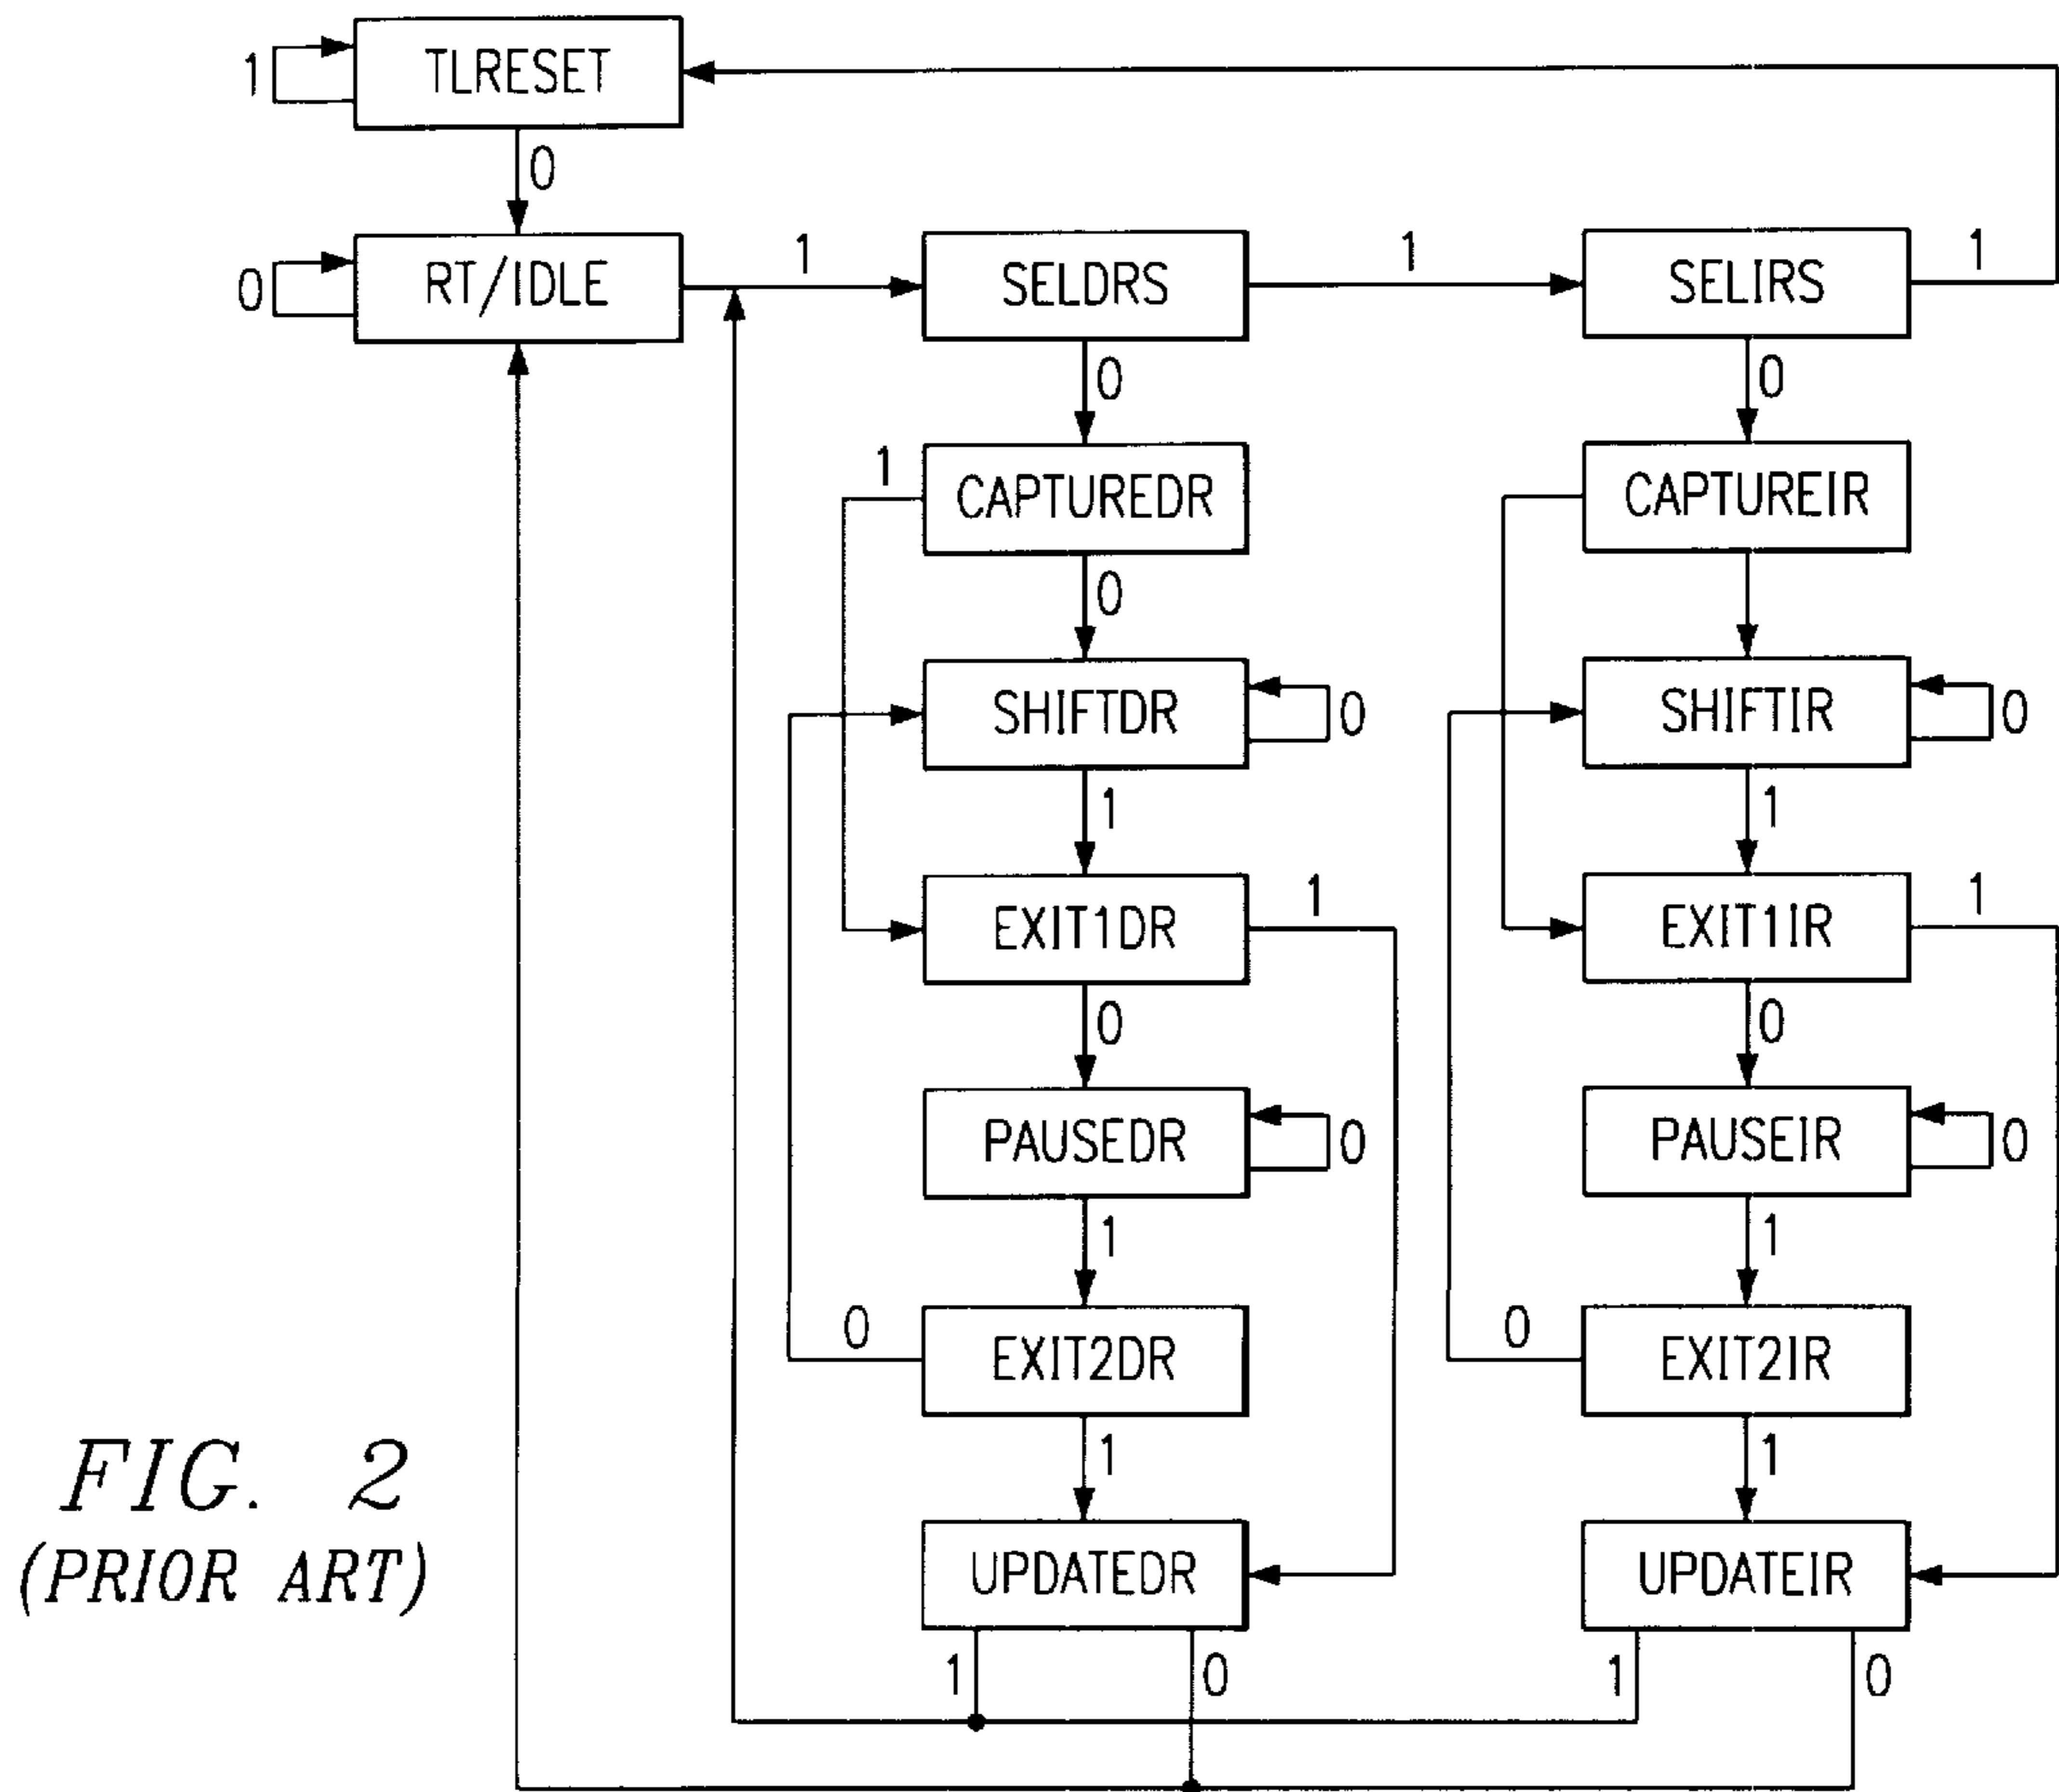 TLRESET
1
0
RT/IDLE
0
1
SELDRS
1
SELIRS
1
0
0
1
CAPTUREDR
CAPTUREIR
0
SHIFTDR
0
SHIFTIR
0
1
1
EXIT1DR
1
EXIT1IR
1
0
0
PAUSEDR
0
PAUSEIR
0
1
1
0
EXIT2DR
0
EXIT2IR
1
1
UPDATEDR
UPDATEIR
1
0
1
0
FIG. 2
(PRIOR ART)